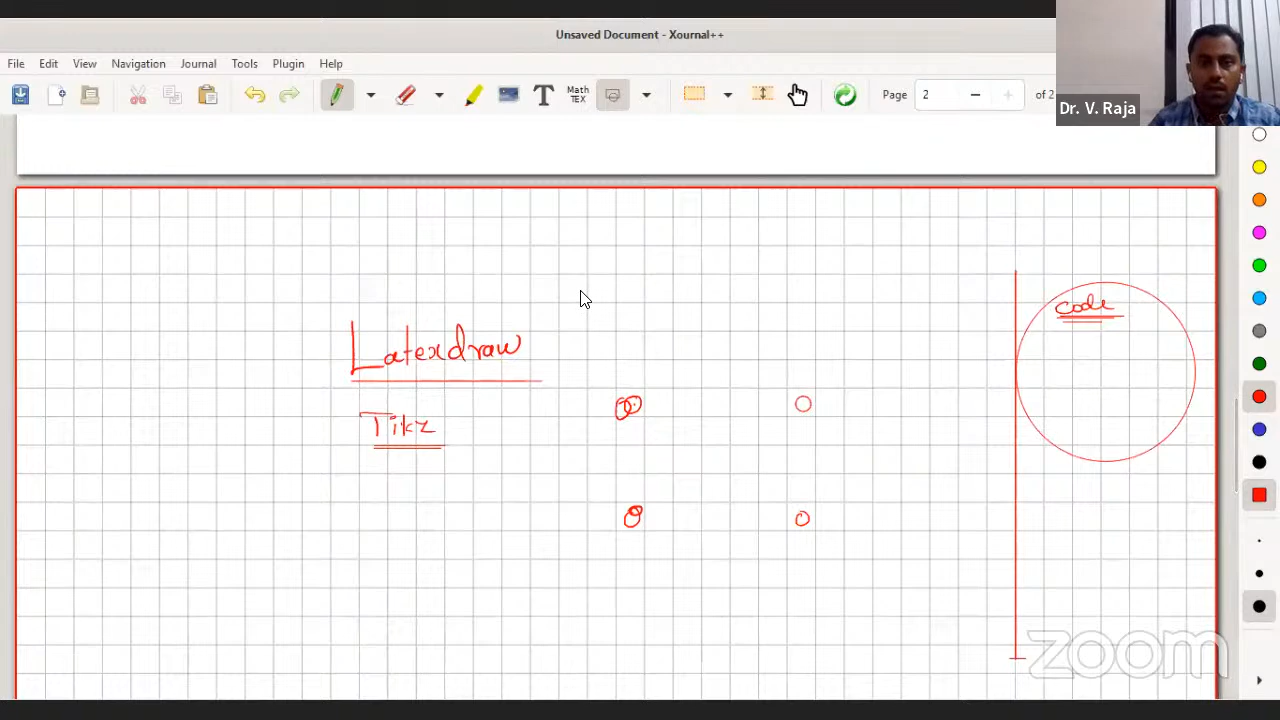 Unsaved Document - Xournal++
File Edit View Navigation Journal Tools Plugin Help
Math
TEX
Page 2 of 2
Dr. V. Raja
code
Latexdraw
Tikz
zoom